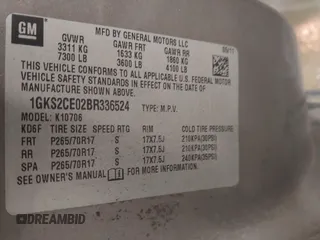 GM
MFD BY GENERAL MOTORS LLC
GVWR GAWR FRT GAWR RR
3311 KG 1633 KG 1860 KG
7300 LB 3600 LB 4100 LB
THIS VEHICLE CONFORMS TO ALL APPLICABLE U.S. FEDERAL MOTOR
VEHICLE SAFETY STANDARDS IN EFFECT ON THE DATE OF
MANUFACTURE SHOWN ABOVE.
1GKS2CE02BR336524 TYPE: M.P.V.
MODEL: K10706
TIRE SIZE SPEED RTG RIM COLD TIRE PRESSURE
FRT P265/70R17 S 17X7.5J
RR P265/70R17 S 17X7.5J
SPA P265/70R17 S 17X7.5J
SEE OWNER'S MANUAL FOR
DREAMBID